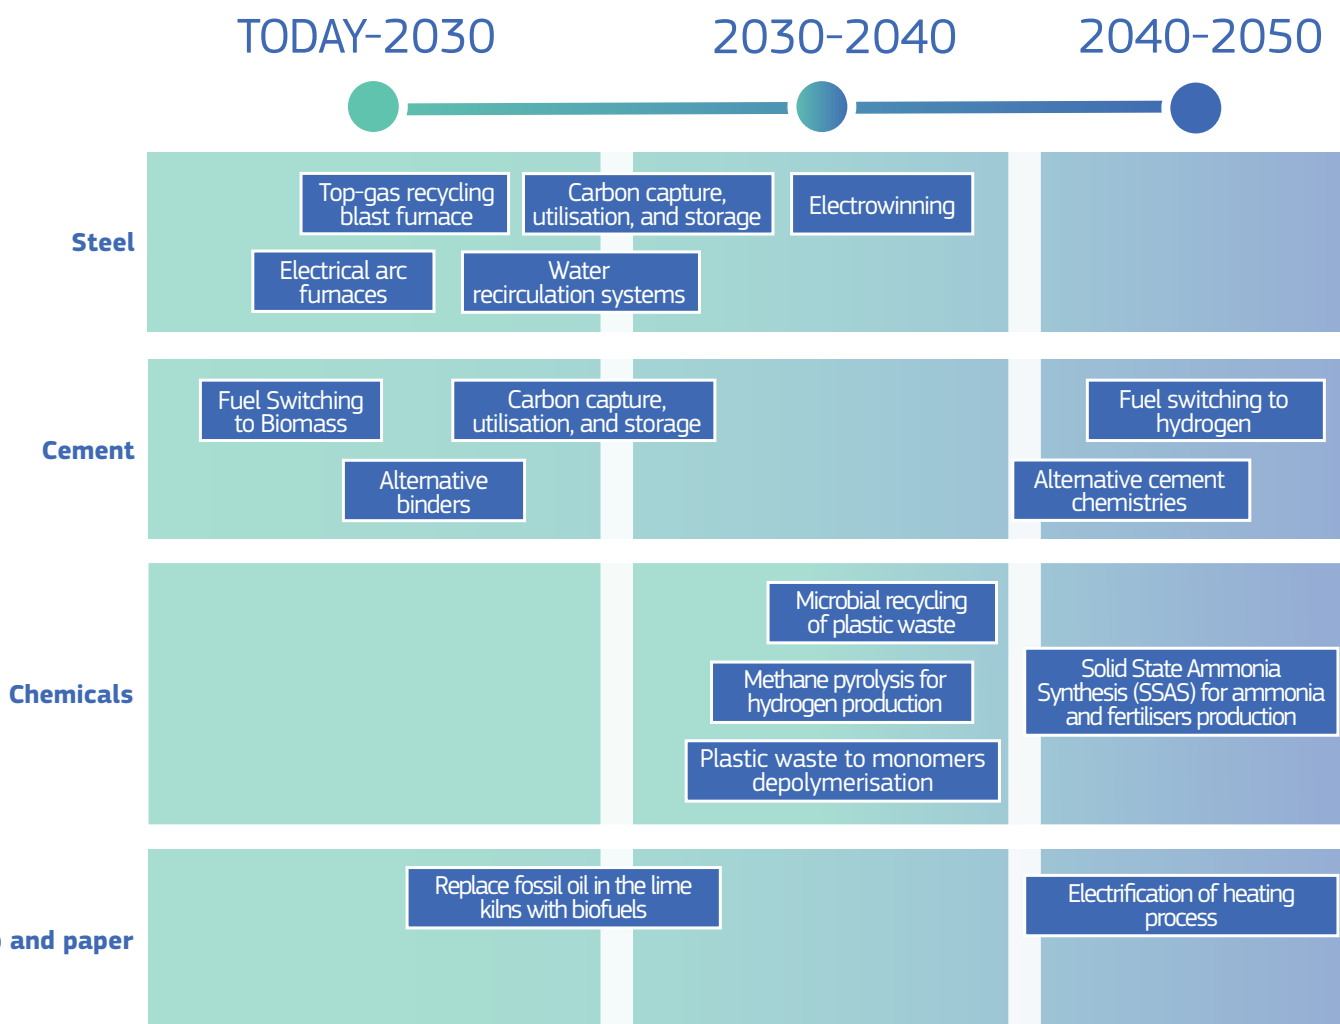 TODAY-2030
2030-2040
2040-2050
Steel
Top-gas recycling
blast furnace
Carbon capture,
utilisation, and storage
Electrowinning
Electrical arc
furnaces
Water
recirculation systems
Cement
Fuel Switching
to Biomass
Carbon capture,
utilisation, and storage
Fuel switching to
hydrogen
Alternative
binders
Alternative cement
chemistries
Chemicals
Microbial recycling
of plastic waste
Methane pyrolysis for
hydrogen production
Plastic waste to monomers
depolymerisation
Solid State Ammonia
Synthesis (SSAS) for ammonia
and fertilisers production
and paper
Replace fossil oil in the lime
kilns with biofuels
Electrification of heating
process